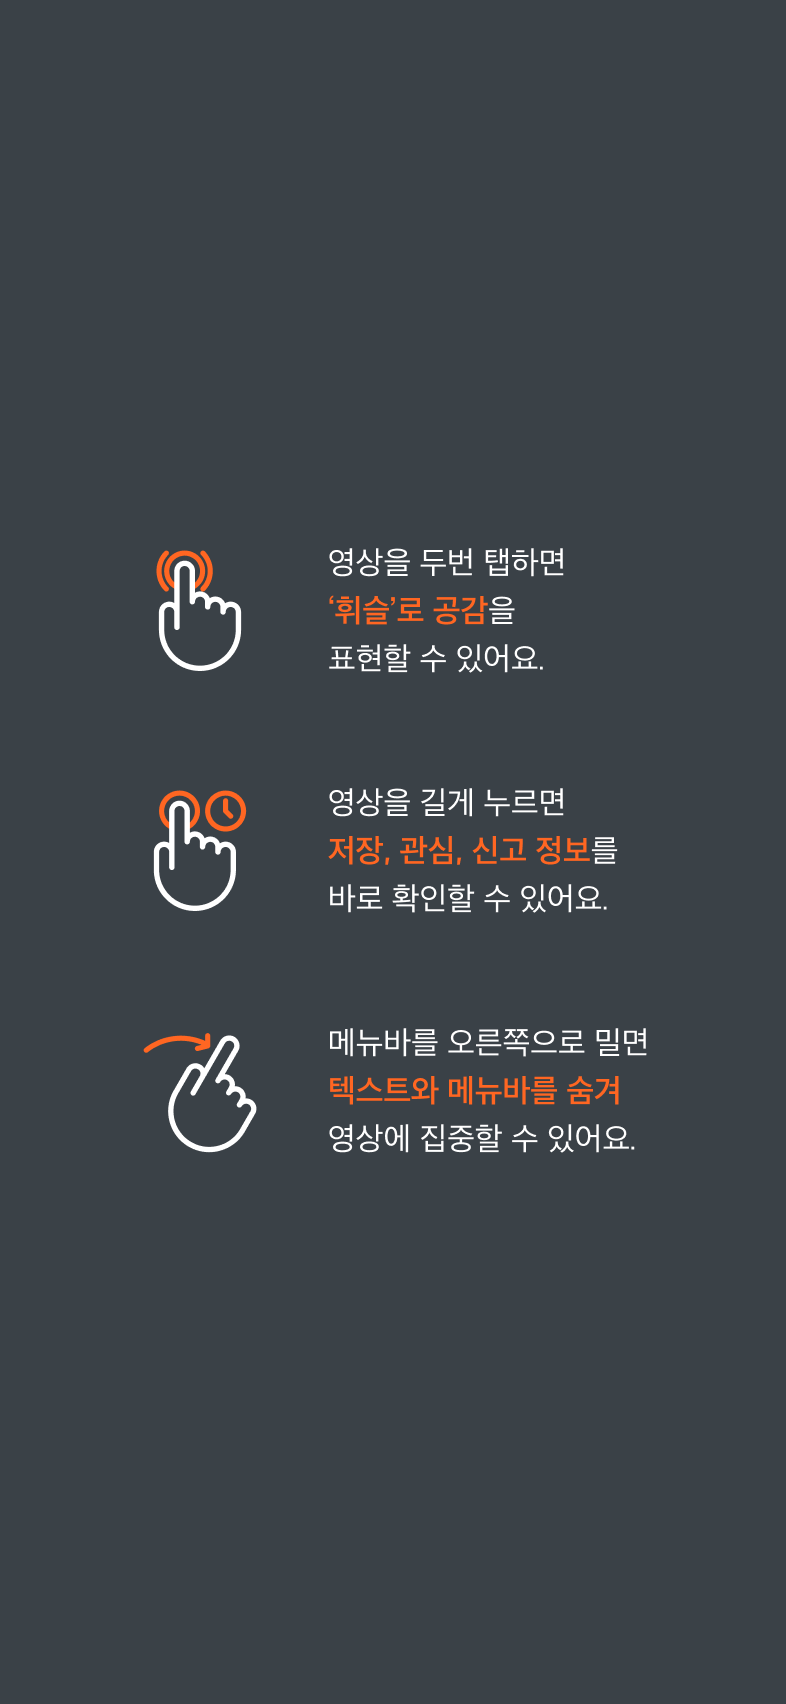 영상을 두번 탭하면
‘휘슬’로 공감을
표현할 수 있어요.
영상을 길게 누르면
저장, 관심, 신고 정보를
바로 확인할 수 있어요.
메뉴바를 오른쪽으로 밀면
텍스트와 메뉴바를 숨겨
영상에 집중할 수 있어요.